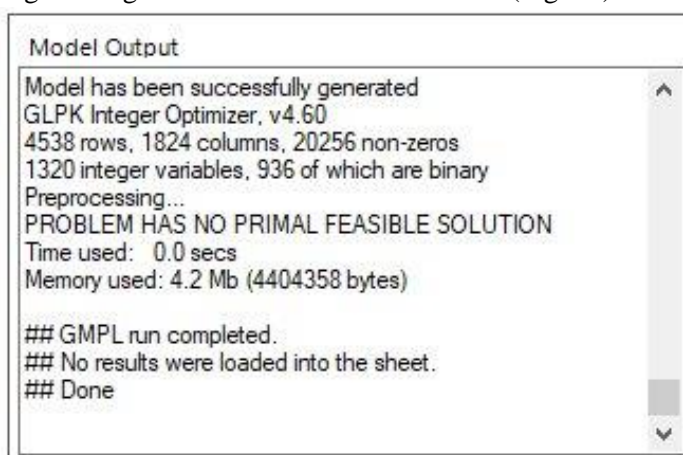 Model Output
Model has been successfully generated
GLPK Integer Optimizer, v4.60
4538 rows, 1824 columns, 20256 non-zeros
1320 integer variables, 936 of which are binary
Preprocessing...
PROBLEM HAS NO PRIMAL FEASIBLE SOLUTION
Time used:   0.0 secs
Memory used: 4.2 Mb (4404358 bytes)
## GMPL run completed.
## No results were loaded into the sheet.
## Done